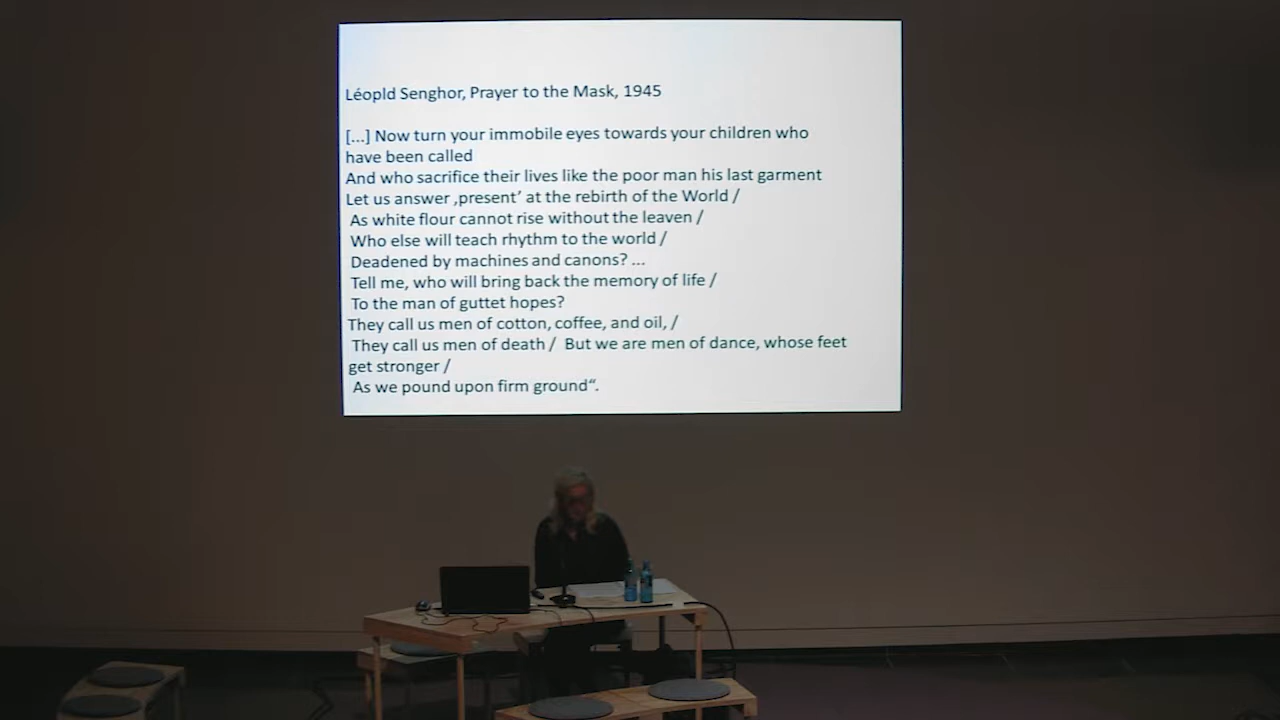 Léopld Senghor, Prayer to the Mask, 1945
[...] Now turn your immobile eyes towards your children who
have been called
And who sacrifice their lives like the poor man his last garment
Let us answer ‚present’ at the rebirth of the World /
As white flour cannot rise without the leaven /
Who else will teach rhythm to the world /
Deadened by machines and canons? ...
Tell me, who will bring back the memory of life /
To the man of guttet hopes?
They call us men of cotton, coffee, and oil, /
They call us men of death / But we are men of dance, whose feet
get stronger /
As we pound upon firm ground“.